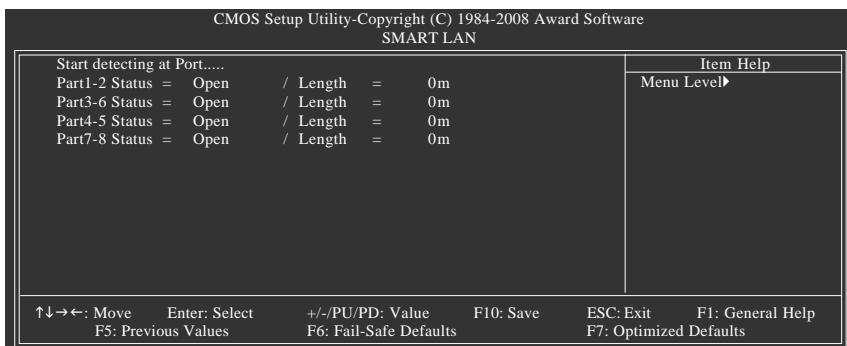 CMOS Setup Utility-Copyright (C) 1984-2008 Award Software
SMART LAN
Start detecting at Port.....
Part1-2 Status = Open / Length = 0m
Part3-6 Status = Open / Length = 0m
Part4-5 Status = Open / Length = 0m
Part7-8 Status = Open / Length = 0m
Item Help
Menu Level▶
↑↓→←: Move Enter: Select +/-/PU/PD: Value F10: Save ESC: Exit F1: General Help
F5: Previous Values F6: Fail-Safe Defaults F7: Optimized Defaults